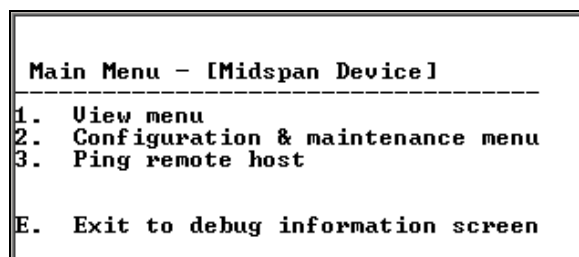 Main Menu - [Midspan Device]
-------------------------------------
1. View menu
2. Configuration & maintenance menu
3. Ping remote host
E. Exit to debug information screen